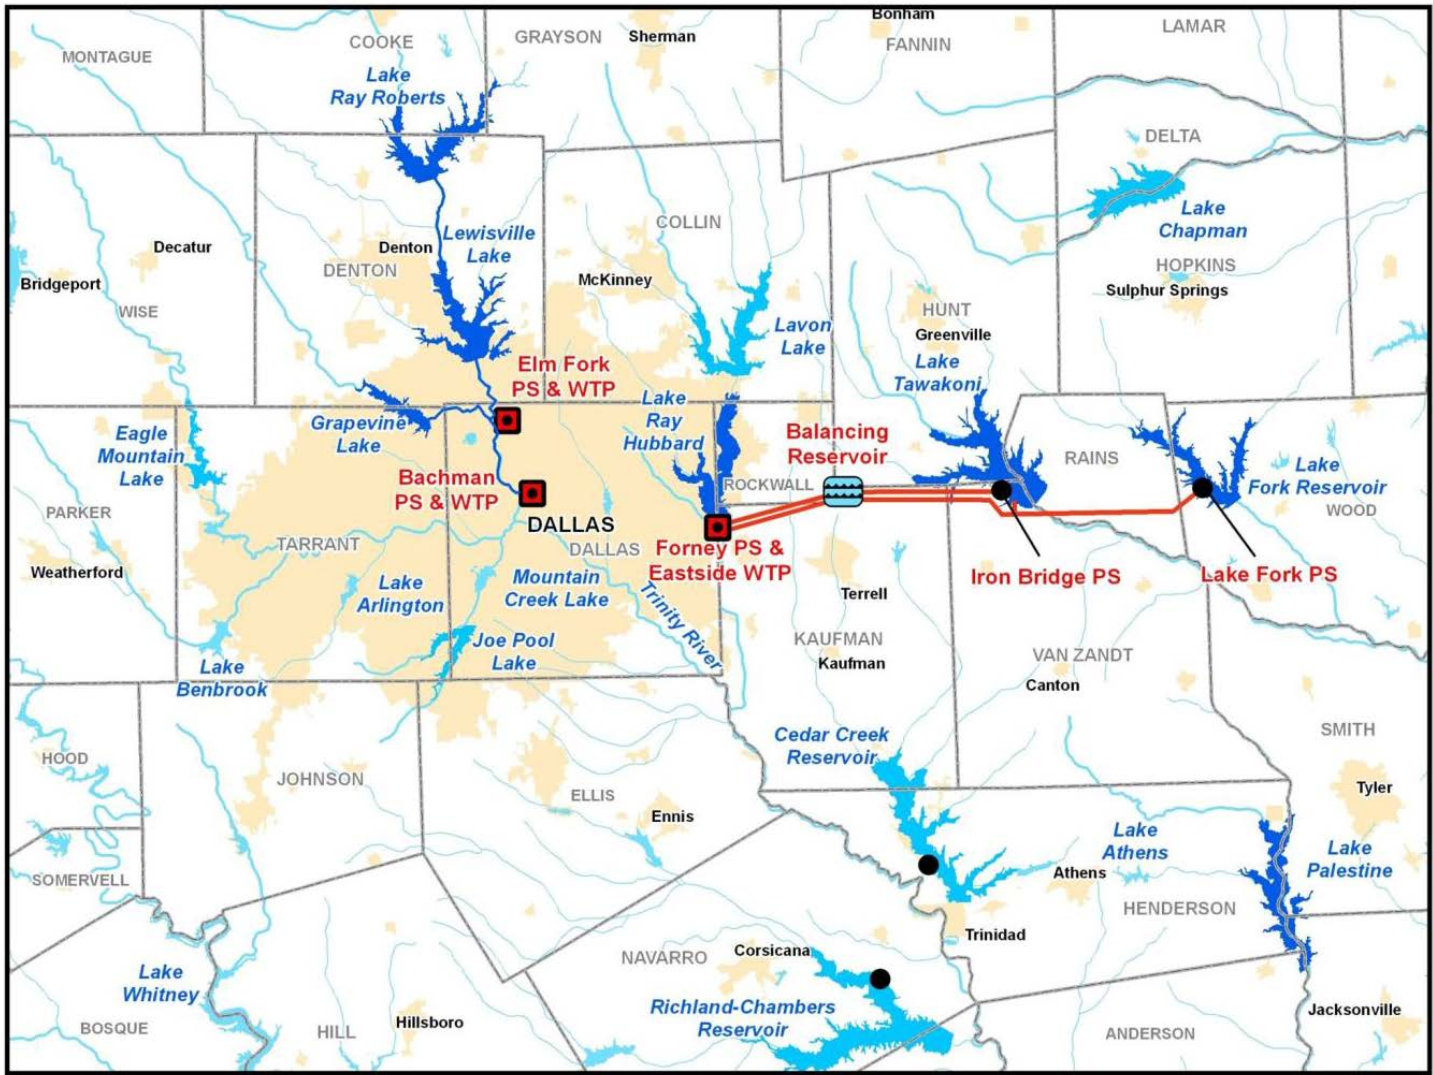 Bonham
LAMAR
GRAYSON
Sherman
COOKE
FANNIN
MONTAGUE
Lake
Ray Roberts
DELTA
Lake
Chapman
COLLIN
Lewisville
Lake
Decatur
Denton
DENTON
HOPKINS
Sulphur Springs
Bridgeport
McKinney
WISE
HUNT
Greenville
Lavon
Lake
Elm Fork
PS & WTP
Lake
Tawakoni
Lake
Ray
Hubbard
Grapevine
Lake
Eagle
Mountain
Lake
Balancing
Reservoir
RAINS
Lake
Fork Reservoir
WOOD
Bachman
PS & WTP
ROCKWALL
PARKER
DALLAS
TARRANT
DALLAS
Forney PS &
Eastside WTP
Weatherford
Lake
Arlington
Mountain
Creek Lake
Iron Bridge PS
Lake Fork PS
Terrell
Trinity River
Joe Pool
Lake
KAUFMAN
Kaufman
VAN ZANDT
Canton
Lake
Benbrook
SMITH
Cedar Creek
Reservoir
HOOD
JOHNSON
ELLIS
Tyler
Ennis
Lake
Athens
Lake
Palestine
SOMERVELL
Athens
HENDERSON
Trinidad
NAVARRO
Corsicana
Lake
Whitney
Richland-Chambers
Reservoir
Jacksonville
BOSQUE
HILL
Hillsboro
ANDERSON